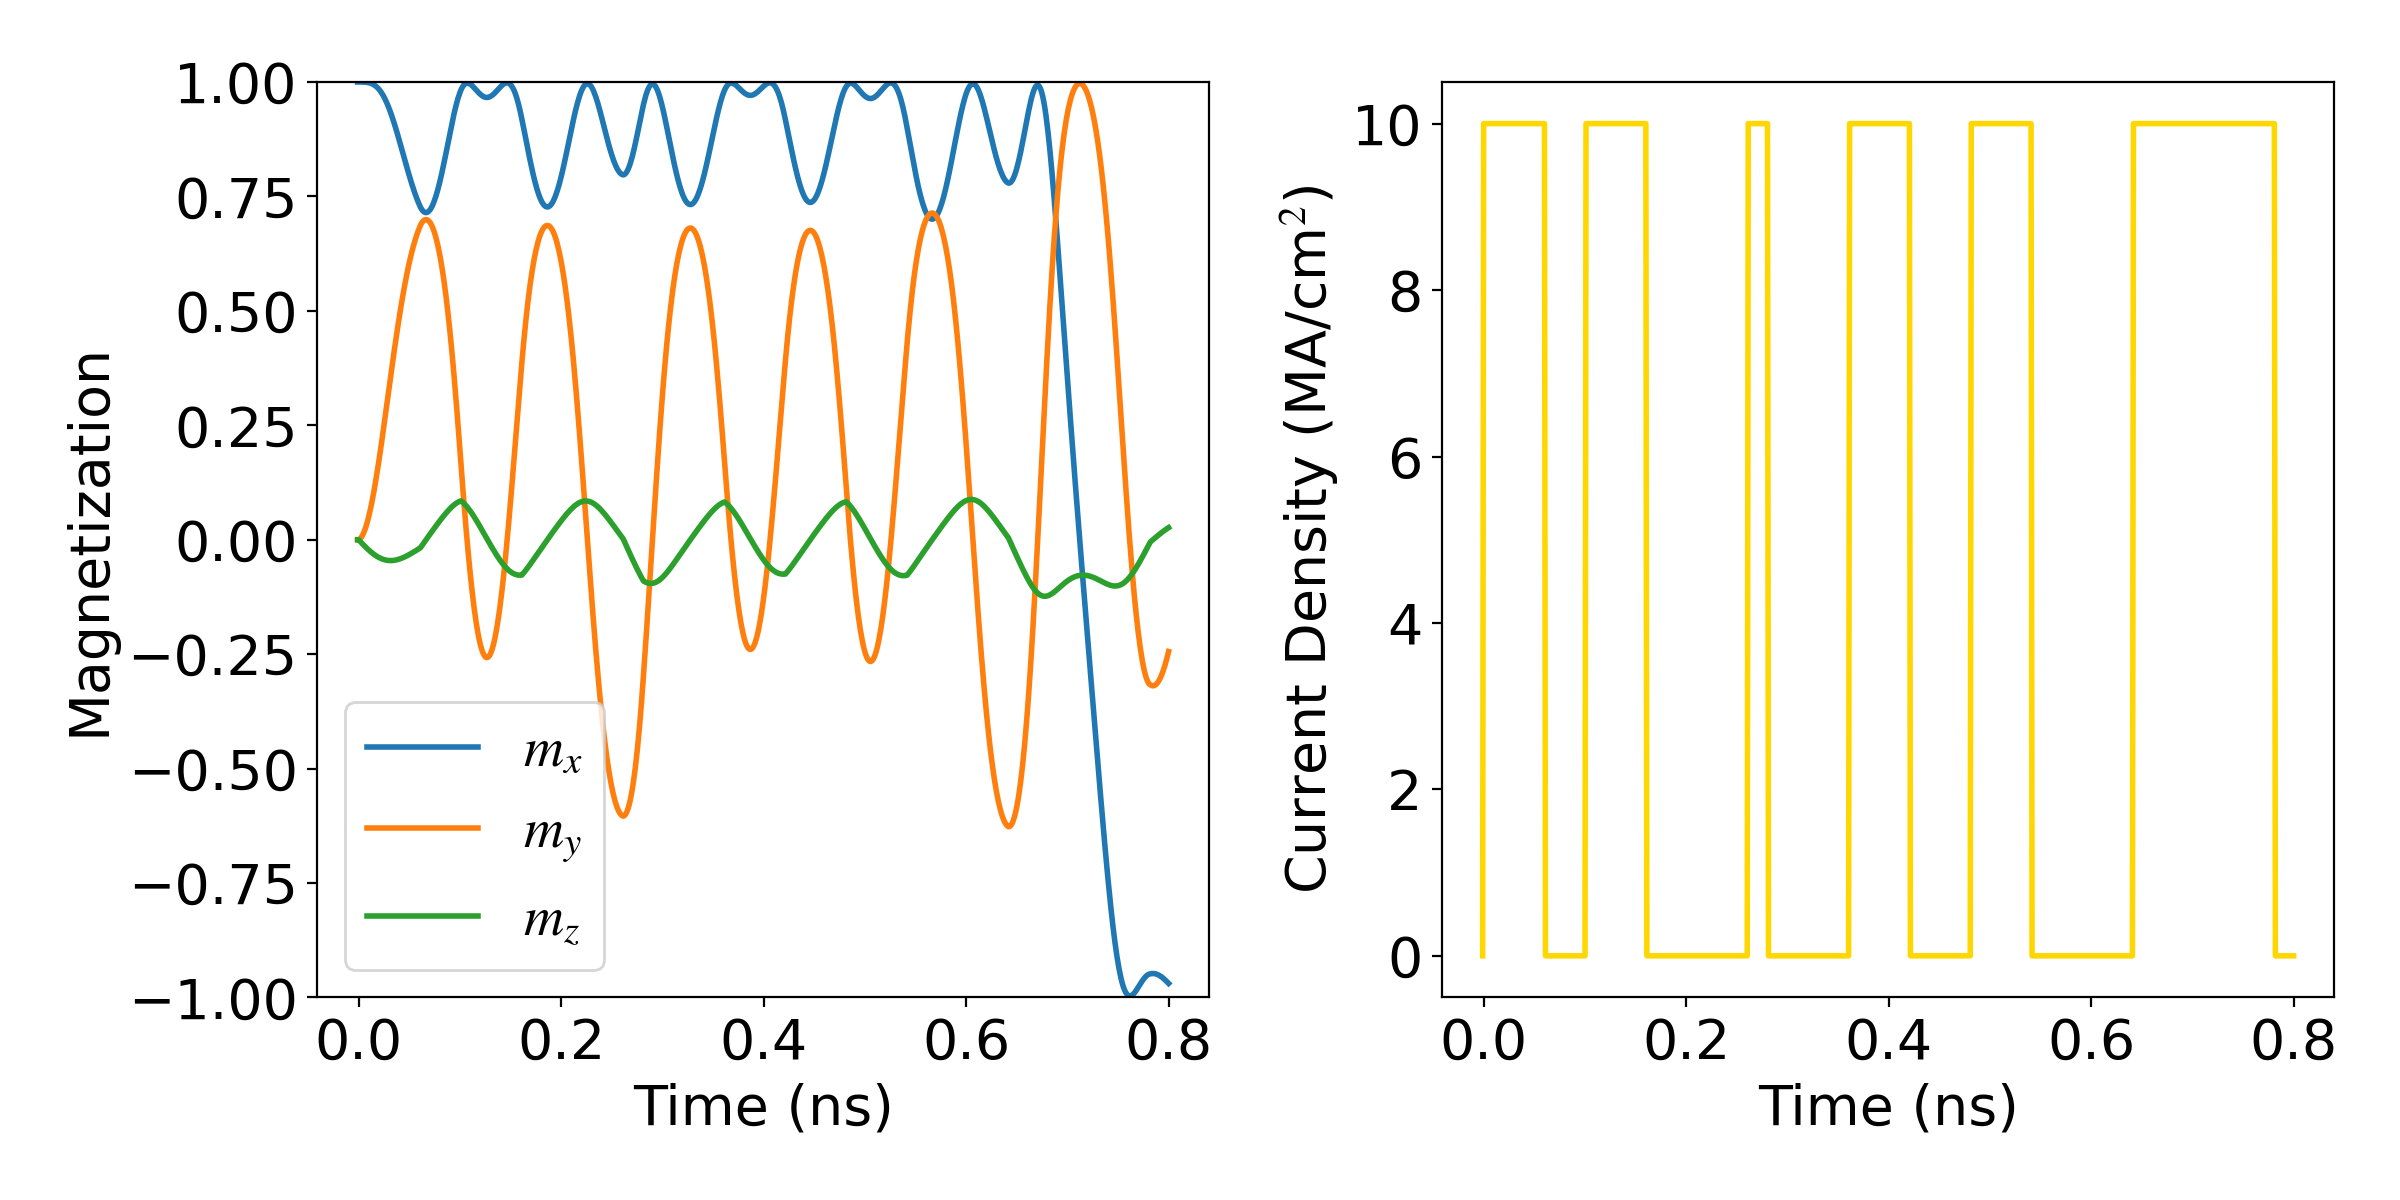 1.00
0.75
0.50
0.25
0.00
−0.25
−0.50
−0.75
−1.00
Magnetization
m_x
m_y
m_z
0.0 0.2 0.4 0.6 0.8
Time (ns)
10
8
6
4
2
0
Current Density (MA/cm²)
0.0 0.2 0.4 0.6 0.8
Time (ns)